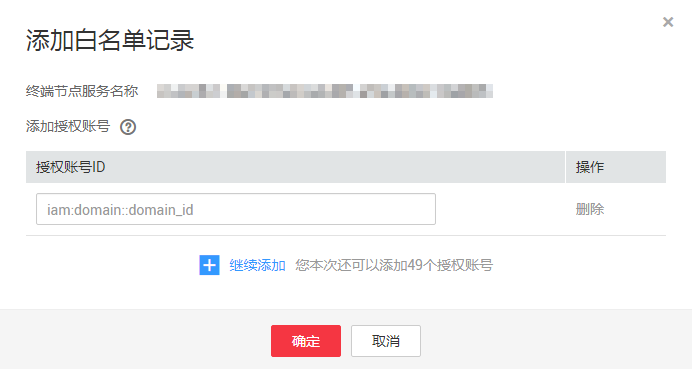 添加白名单记录
终端节点服务名称
添加授权账号 ?
授权账号ID 操作
iam:domain::domain_id 删除
继续添加 您本次还可以添加49个授权账号
确定 取消